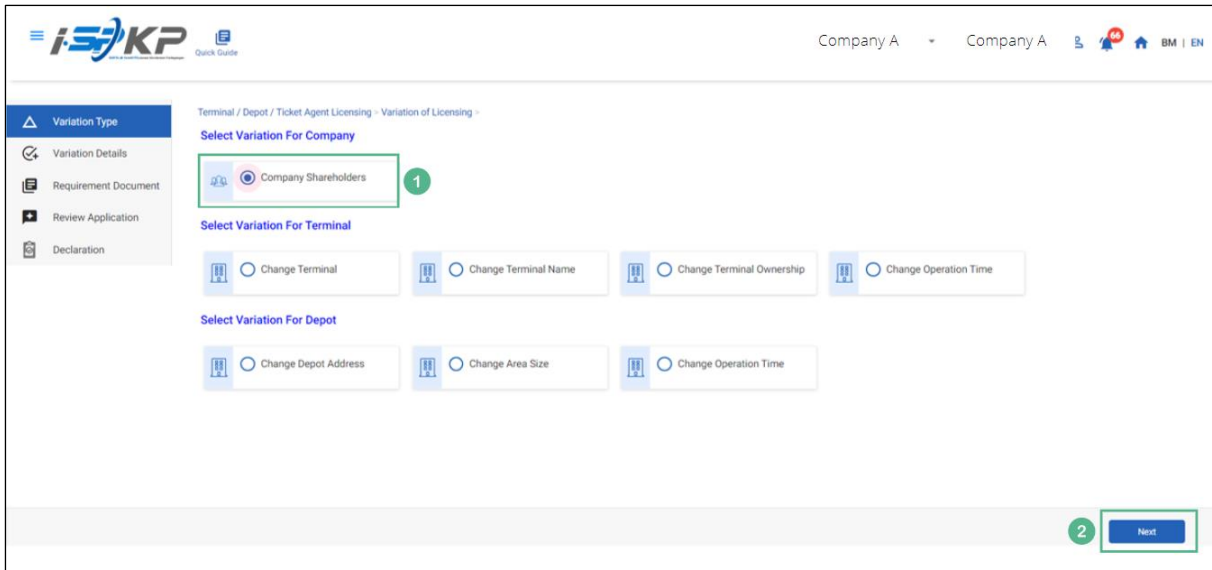 i-SPKP
Quick Guide
Company A
Company A
66
BM | EN
Variation Type
Variation Details
Requirement Document
Review Application
Declaration
Terminal / Depot / Ticket Agent Licensing > Variation of Licensing >
Select Variation For Company
Company Shareholders
1
Select Variation For Terminal
Change Terminal
Change Terminal Name
Change Terminal Ownership
Change Operation Time
Select Variation For Depot
Change Depot Address
Change Area Size
Change Operation Time
2
Next